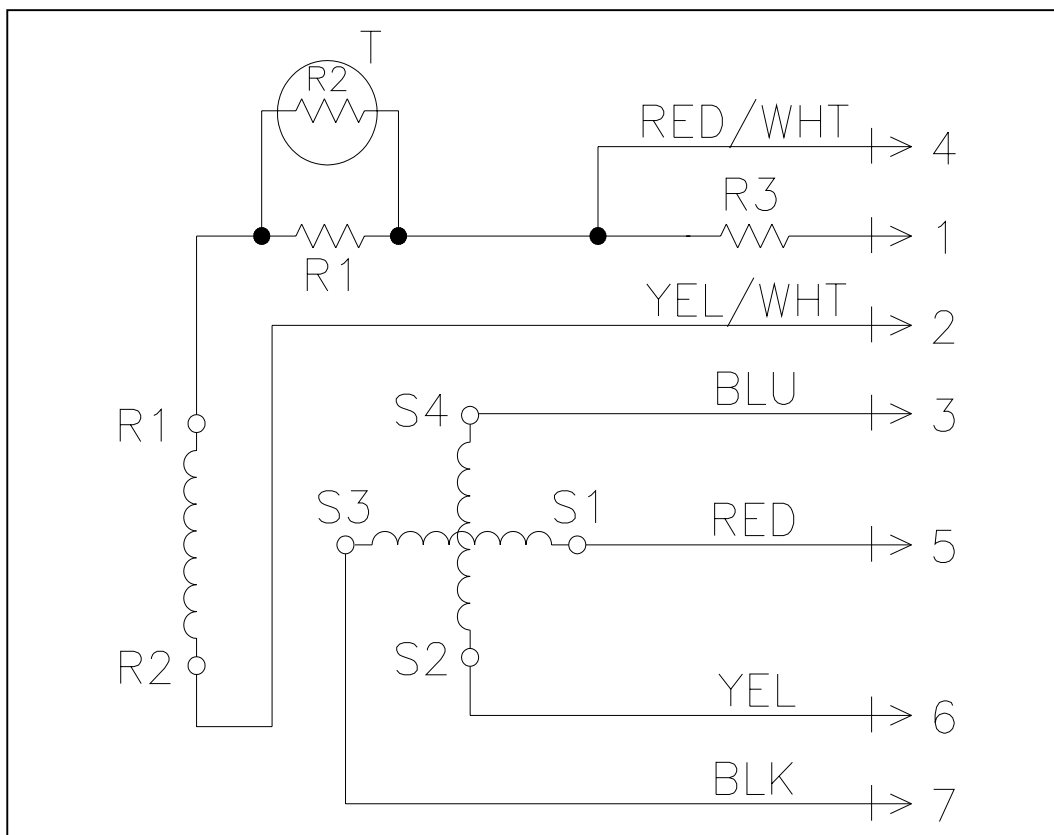 T
R2
RED/WHT
4
R3
1
R1
YEL/WHT
2
BLU
3
S4
R1
S3
S1
RED
5
R2
S2
YEL
6
BLK
7